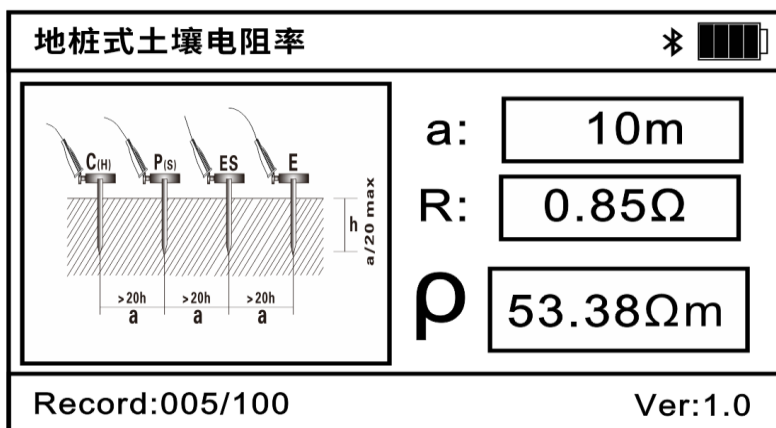 地桩式土壤电阻率
C(H) P(S) ES E
h
a/20 max
>20h >20h >20h
a a a
a: 10m
R: 0.85Ω
ρ 53.38Ωm
Record:005/100
Ver:1.0